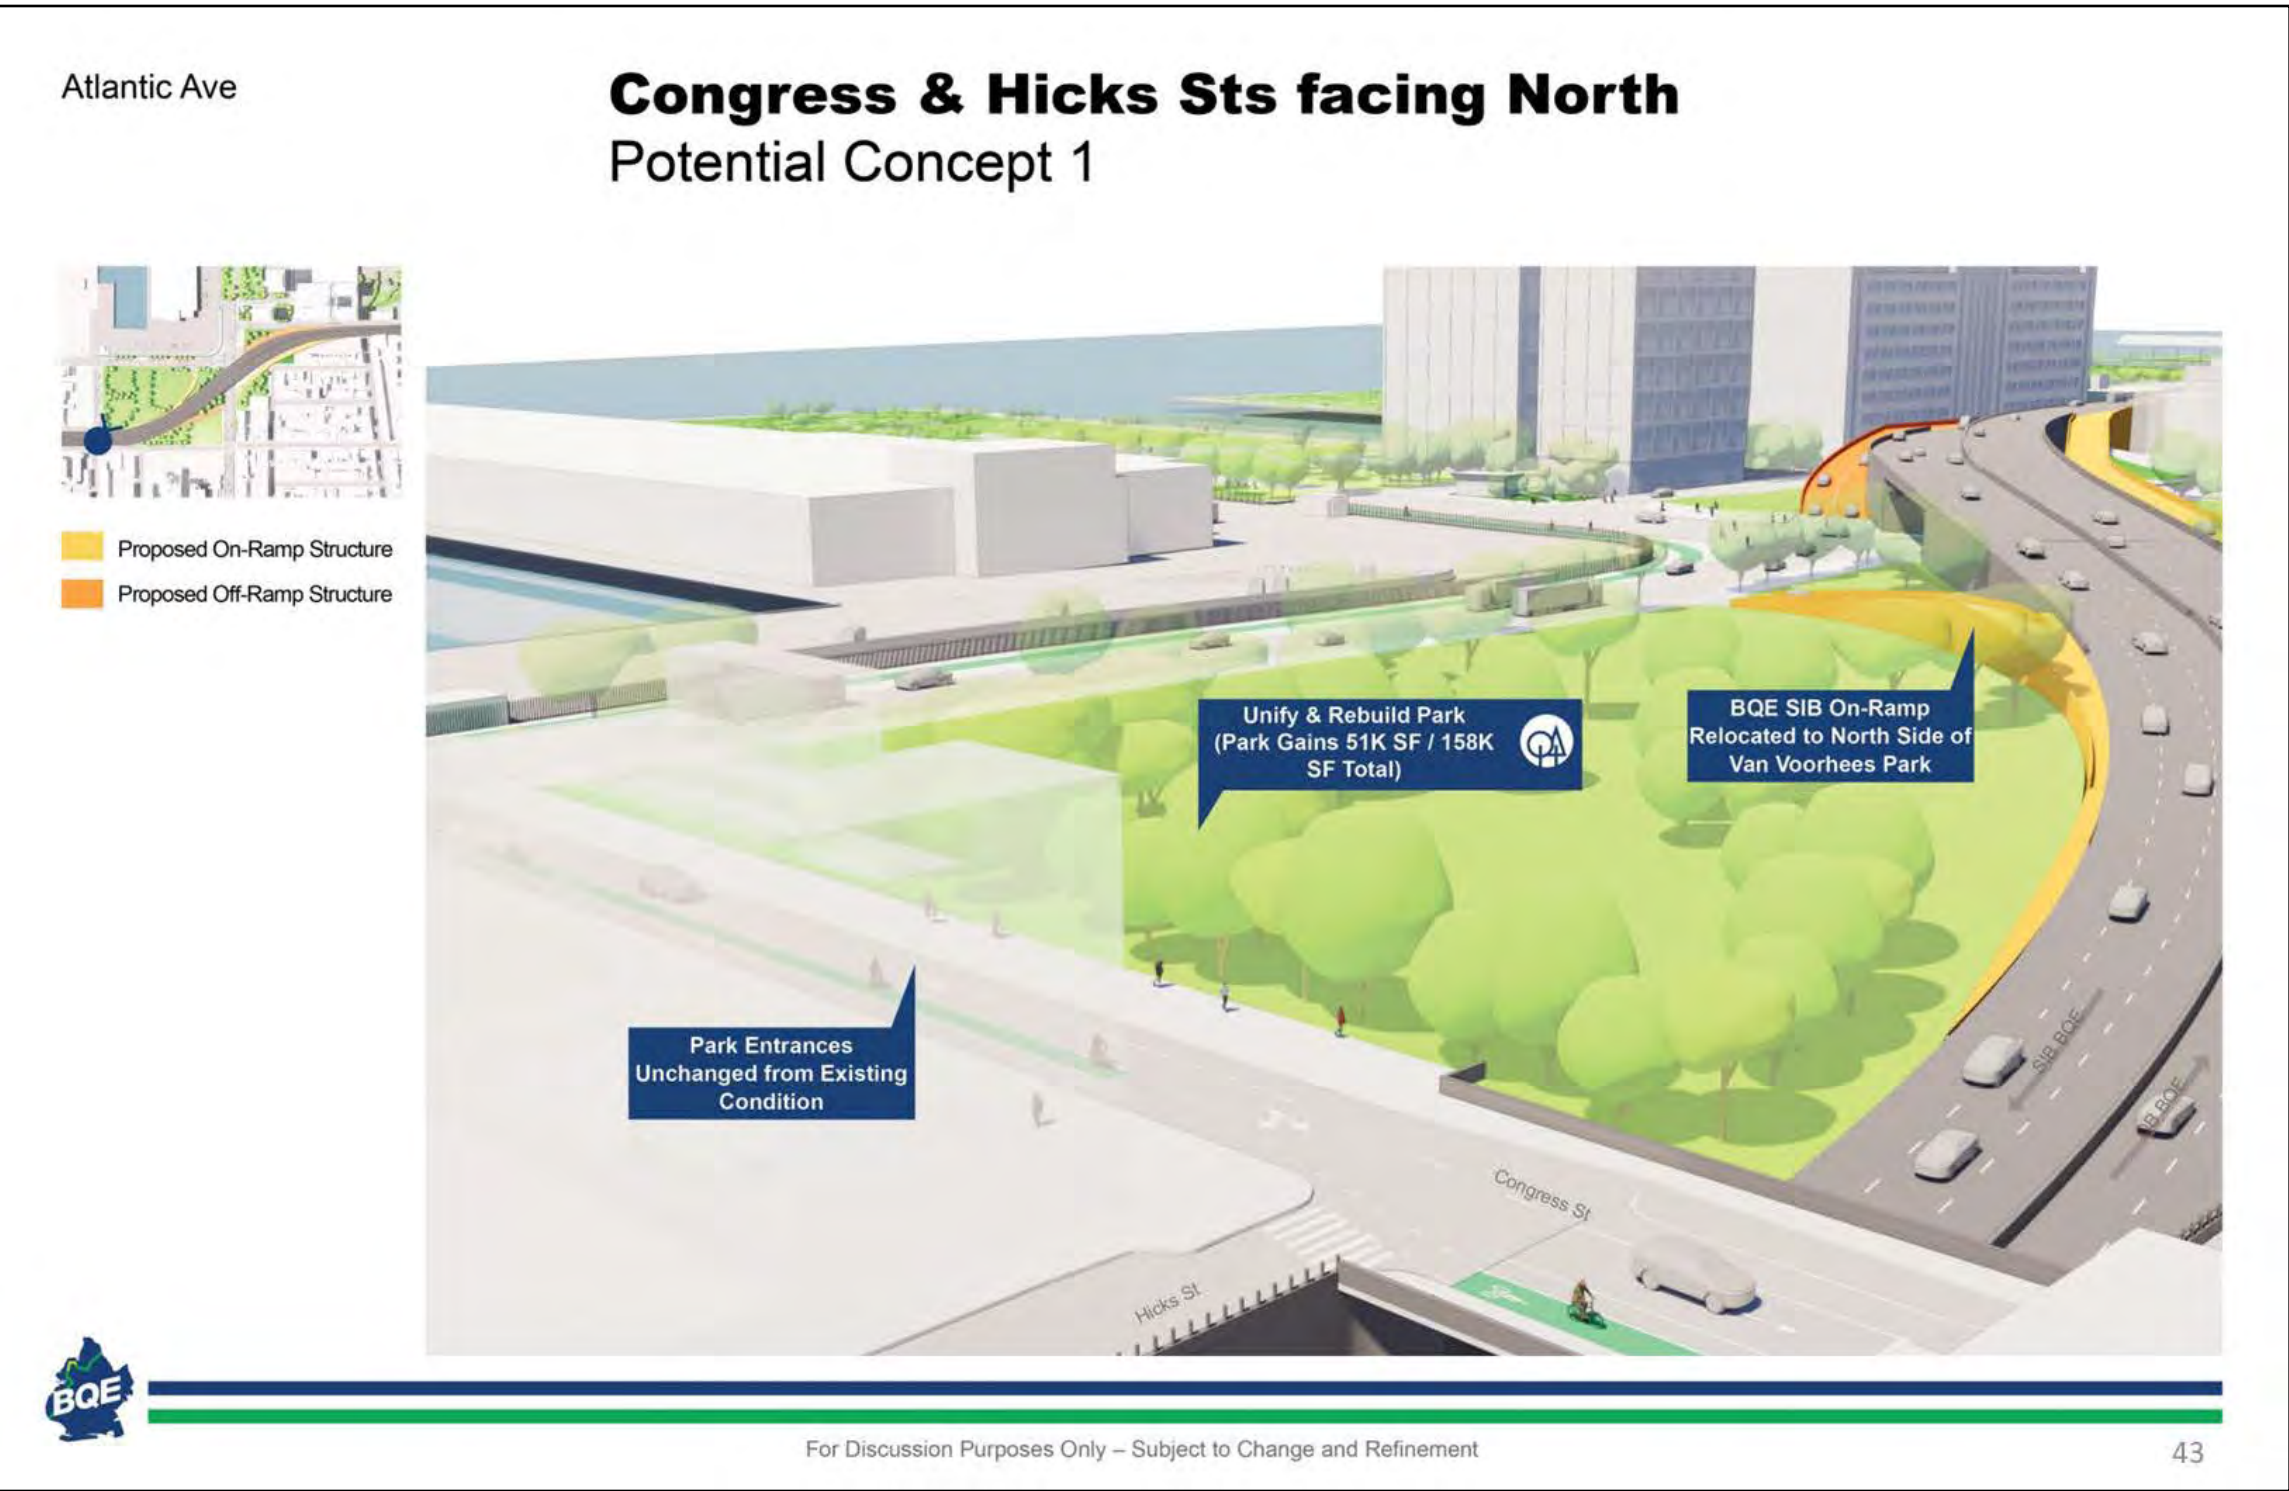 Atlantic Ave
Congress & Hicks Sts facing North
Potential Concept 1
Proposed On-Ramp Structure
Proposed Off-Ramp Structure
Unify & Rebuild Park
(Park Gains 51K SF / 158K
SF Total)
BQE SIB On-Ramp
Relocated to North Side of
Van Voorhees Park
Park Entrances
Unchanged from Existing
Condition
SIB BQE
Congress St
Hicks St
BQE
For Discussion Purposes Only – Subject to Change and Refinement
43